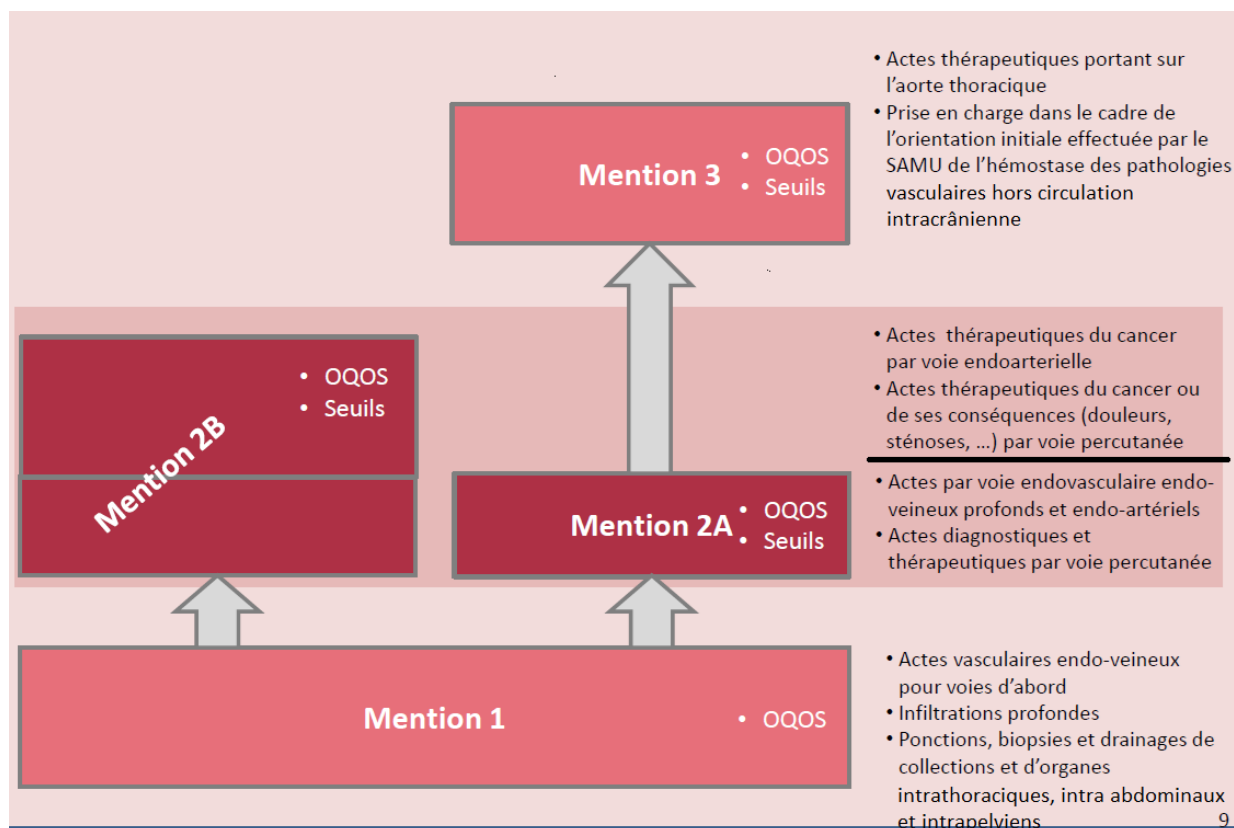 • Actes thérapeutiques portant sur
l'aorte thoracique
• Prise en charge dans le cadre de
l'orientation initiale effectuée par le
SAMU de l'hémostase des pathologies
vasculaires hors circulation
intracrânienne
Mention 3
• OQOS
• Seuils
• Actes thérapeutiques du cancer
par voie endoarterielle
• Actes thérapeutiques du cancer ou
de ses conséquences (douleurs,
sténoses, ...) par voie percutanée
Mention 2B
• OQOS
• Seuils
Mention 2A
• OQOS
• Seuils
• Actes par voie endovasculaire endo-
veineux profonds et endo-artériels
• Actes diagnostiques et
thérapeutiques par voie percutanée
Mention 1
• OQOS
• Actes vasculaires endo-veineux
pour voies d'abord
• Infiltrations profondes
• Ponctions, biopsies et drainages de
collections et d'organes
intrathoraciques, intra abdominaux
et intrapelviens
9